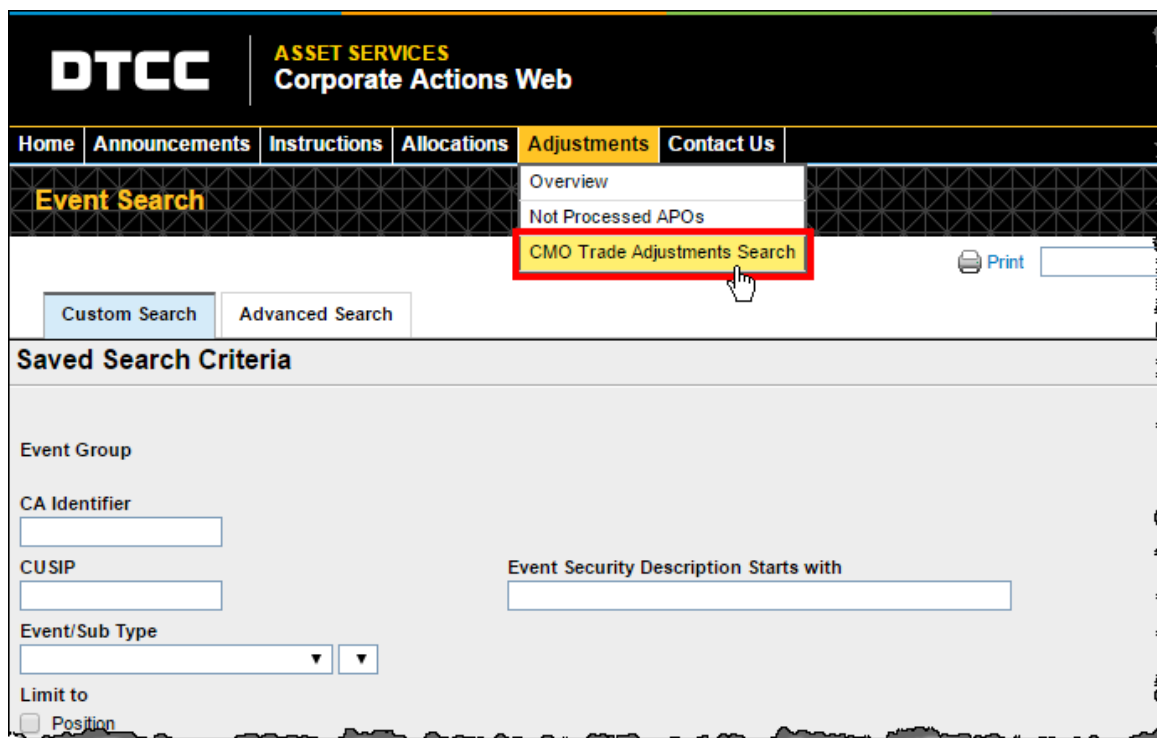 DTCC
ASSET SERVICES
Corporate Actions Web
Home Announcements Instructions Allocations Adjustments Contact Us
Event Search
Overview
Not Processed APOs
CMO Trade Adjustments Search
Print
Custom Search Advanced Search
Saved Search Criteria
Event Group
CA Identifier
CUSIP Event Security Description Starts with
Event/Sub Type
Limit to
Position